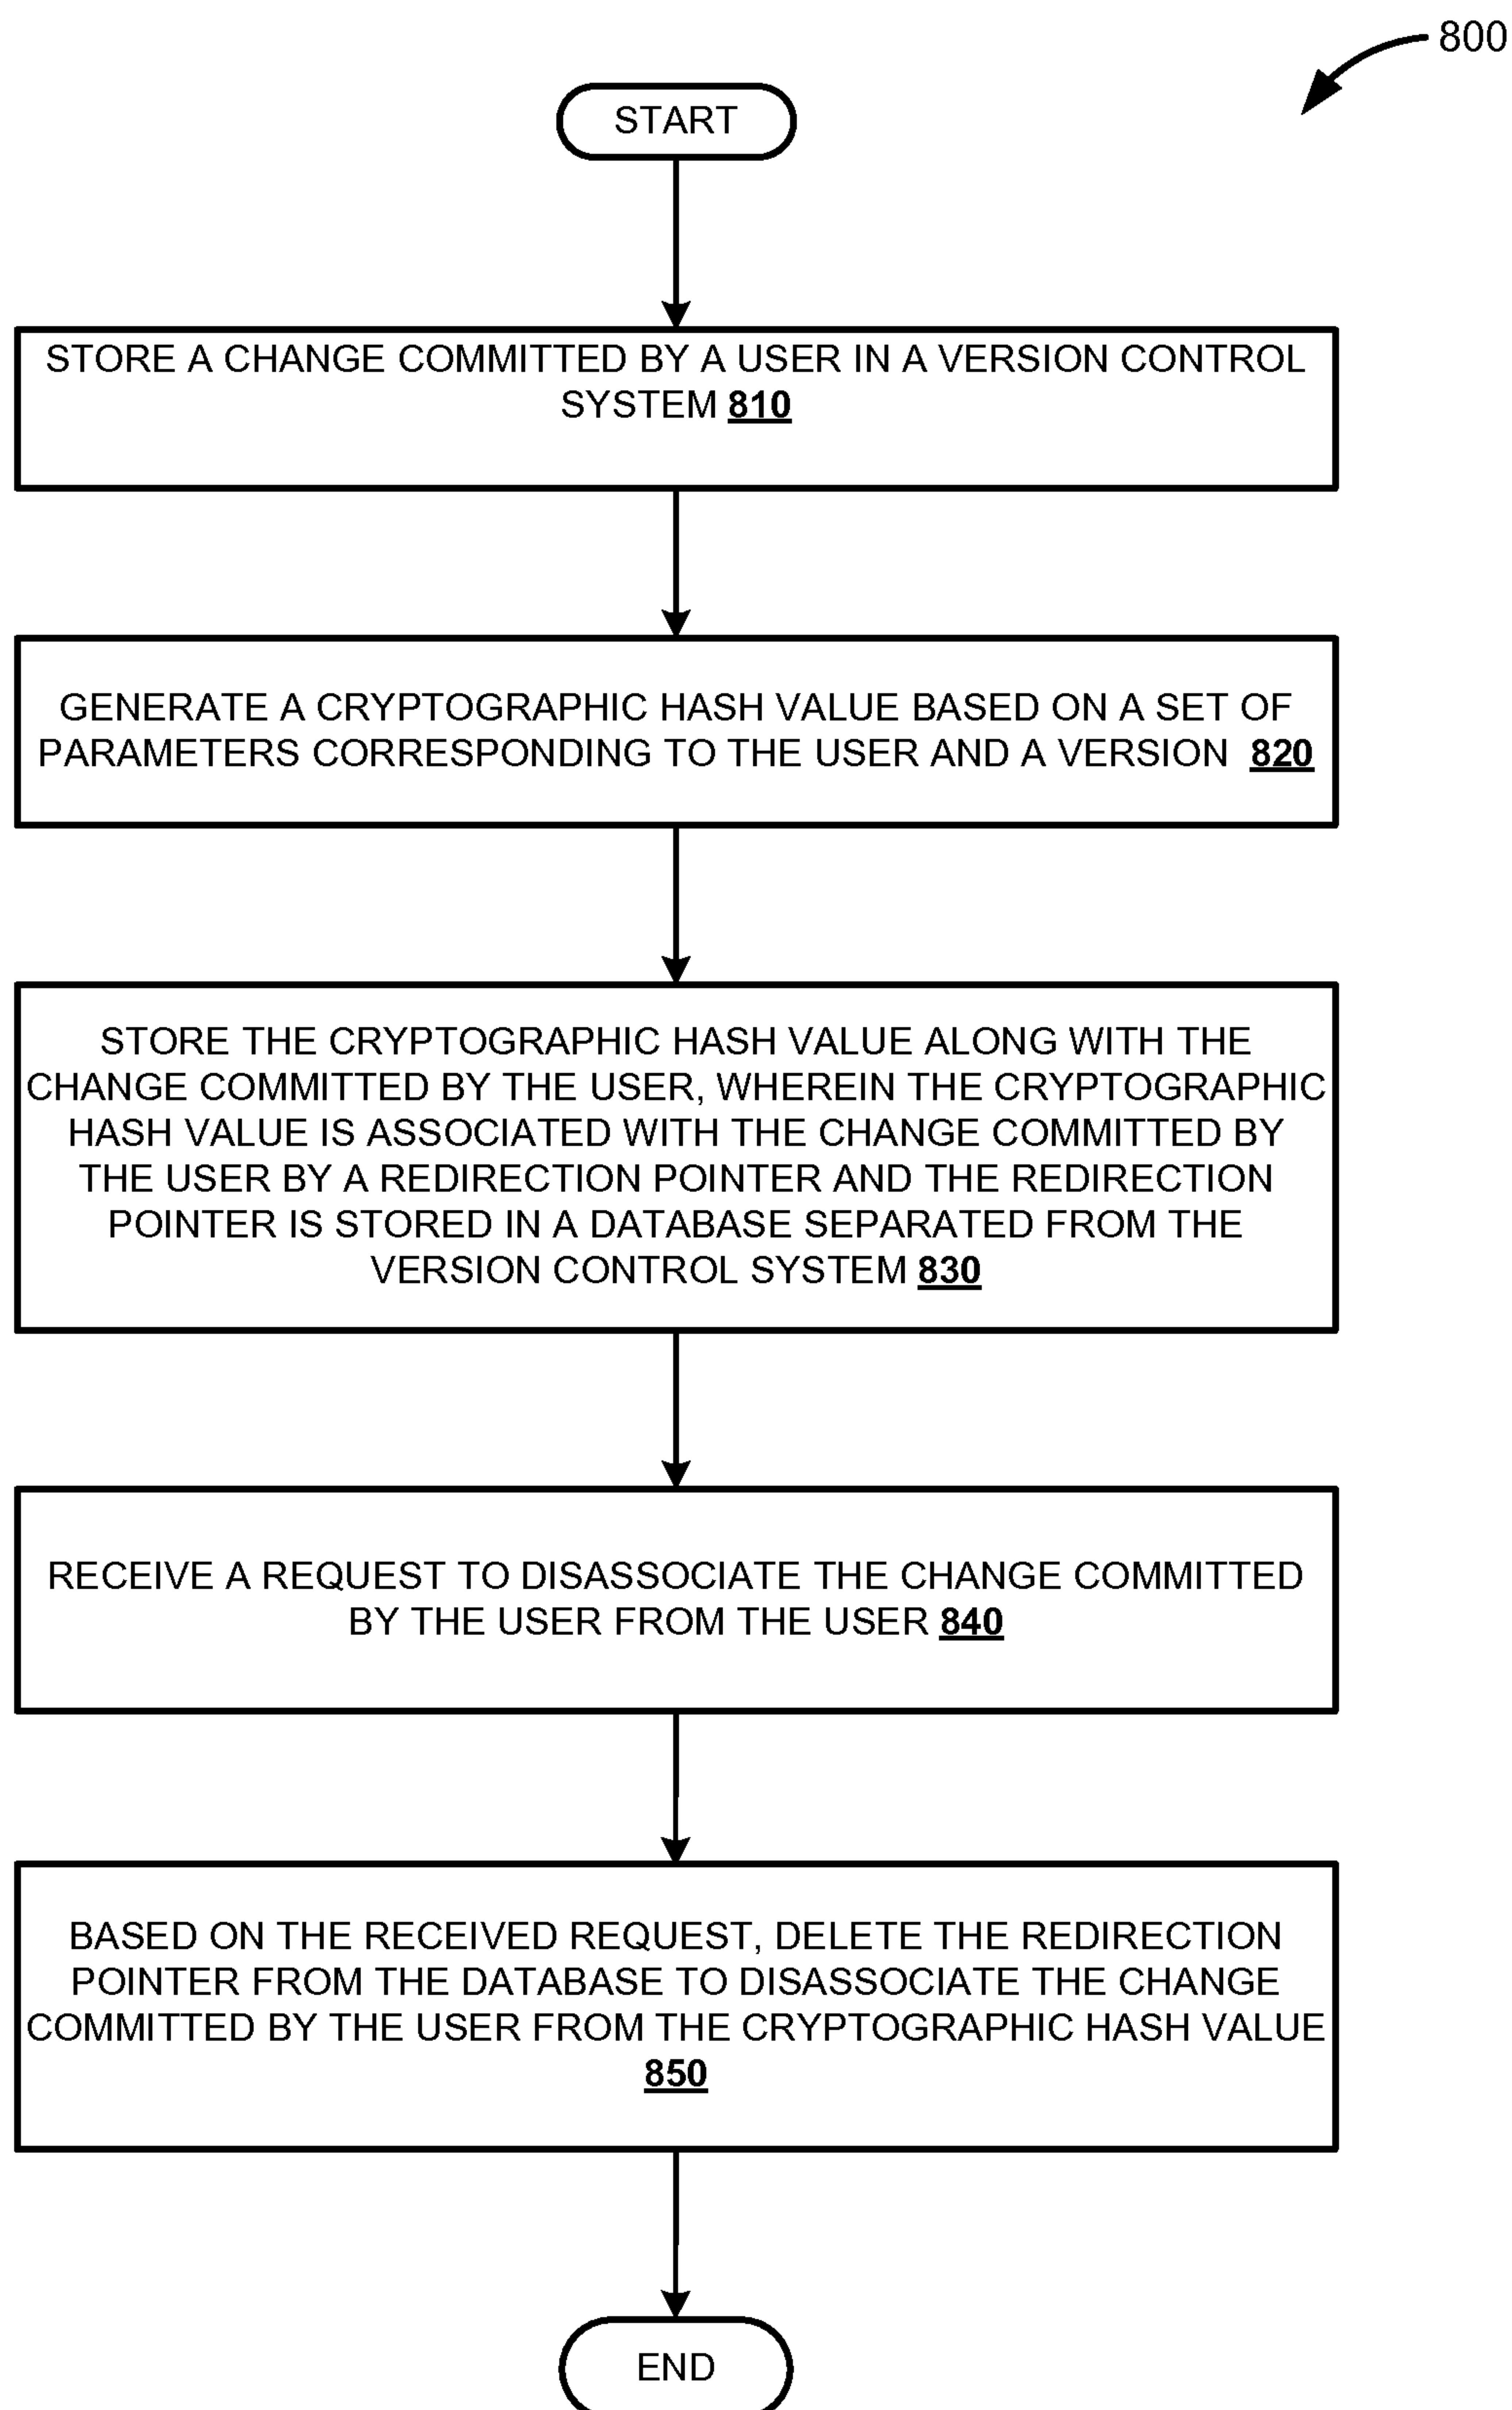 800
START
STORE A CHANGE COMMITTED BY A USER IN A VERSION CONTROL
SYSTEM 810
GENERATE A CRYPTOGRAPHIC HASH VALUE BASED ON A SET OF
PARAMETERS CORRESPONDING TO THE USER AND A VERSION 820
STORE THE CRYPTOGRAPHIC HASH VALUE ALONG WITH THE
CHANGE COMMITTED BY THE USER, WHEREIN THE CRYPTOGRAPHIC
HASH VALUE IS ASSOCIATED WITH THE CHANGE COMMITTED BY
THE USER BY A REDIRECTION POINTER AND THE REDIRECTION
POINTER IS STORED IN A DATABASE SEPARATED FROM THE
VERSION CONTROL SYSTEM 830
RECEIVE A REQUEST TO DISASSOCIATE THE CHANGE COMMITTED
BY THE USER FROM THE USER 840
BASED ON THE RECEIVED REQUEST, DELETE THE REDIRECTION
POINTER FROM THE DATABASE TO DISASSOCIATE THE CHANGE
COMMITTED BY THE USER FROM THE CRYPTOGRAPHIC HASH VALUE
850
END